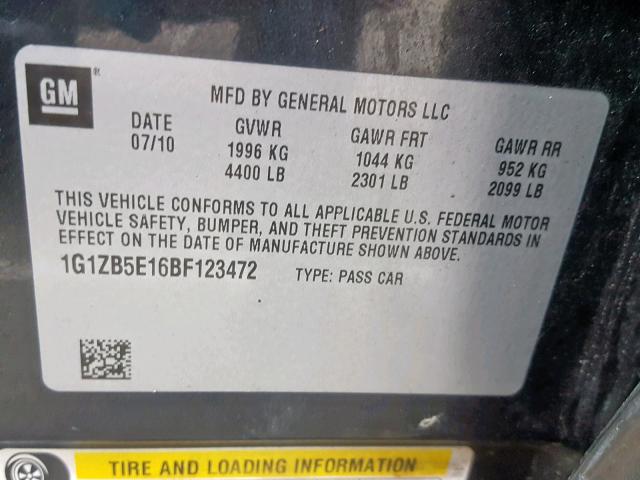 GM®
MFD BY GENERAL MOTORS LLC
DATE GVWR GAWR FRT GAWR RR
07/10 1996 KG 1044 KG 952 KG
4400 LB 2301 LB 2099 LB
THIS VEHICLE CONFORMS TO ALL APPLICABLE U.S. FEDERAL MOTOR
VEHICLE SAFETY, BUMPER, AND THEFT PREVENTION STANDARDS IN
EFFECT ON THE DATE OF MANUFACTURE SHOWN ABOVE.
1G1ZB5E16BF123472 TYPE: PASS CAR
TIRE AND LOADING INFORMATION